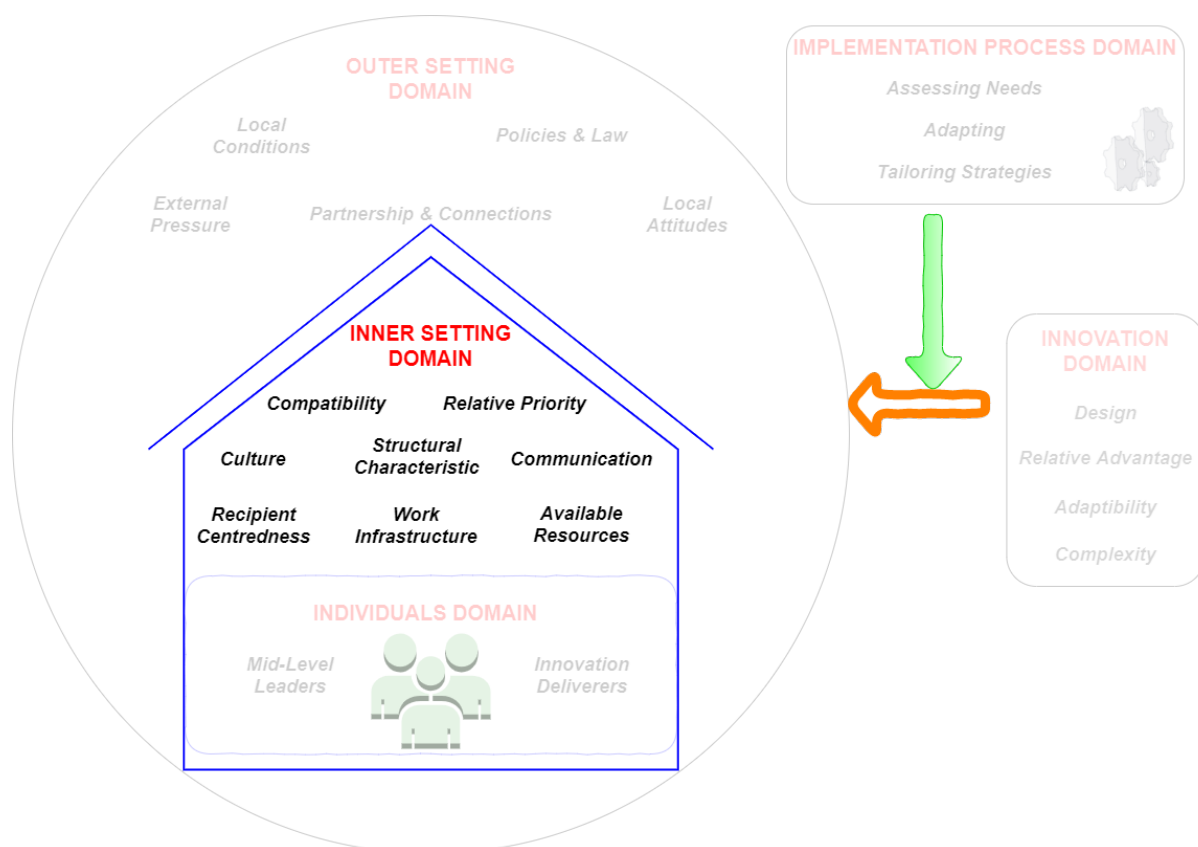 OUTER SETTING
DOMAIN
Local
Conditions
Policies & Law
External
Pressure
Partnership & Connections
Local
Attitudes
INNER SETTING
DOMAIN
Compatibility
Relative Priority
Culture
Structural
Characteristic
Communication
Recipient
Centredness
Work
Infrastructure
Available
Resources
INDIVIDUALS DOMAIN
Mid-Level
Leaders
Innovation
Deliverers
IMPLEMENTATION PROCESS DOMAIN
Assessing Needs
Adapting
Tailoring Strategies
INNOVATION
DOMAIN
Design
Relative Advantage
Adaptibility
Complexity